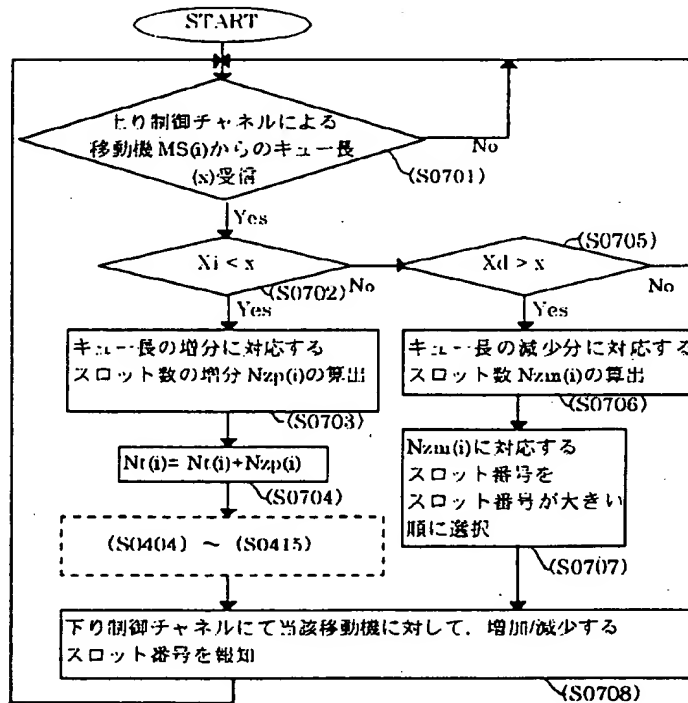 START
上り制御チャネルによる
移動機 MS(i)からのキュー長
(x)受信
No
(S0701)
Yes
Xi < x
(S0702)
No
Xd > x
(S0705)
No
Yes
Yes
キュー長の増分に対応する
スロット数の増分 Nzp(i)の算出
(S0703)
キュー長の減少分に対応する
スロット数 Nzm(i)の算出
(S0706)
Nt(i)= Nt(i)+Nzp(i)
(S0704)
Nzm(i)に対応する
スロット番号を
スロット番号が大きい
順に選択
(S0707)
(S0404) ～ (S0415)
下り制御チャネルにて当該移動機に対して, 増加/減少する
スロット番号を報知
(S0708)